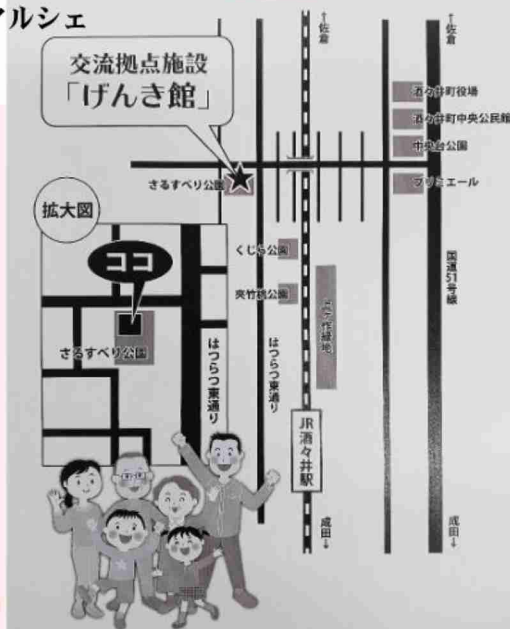 ルシェ
交流拠点施設
「げんき館」
↑佐倉
↑佐倉
酒々井町役場
酒々井町中央公民館
中央台公園
プリミエール
さるすべり公園
拡大図
ココ
さるすべり公園
はつらつ東通り
くじら公園
夾竹桃公園
はつらつ東通り
国道51号線
JR酒々井駅
成田↓
成田↓